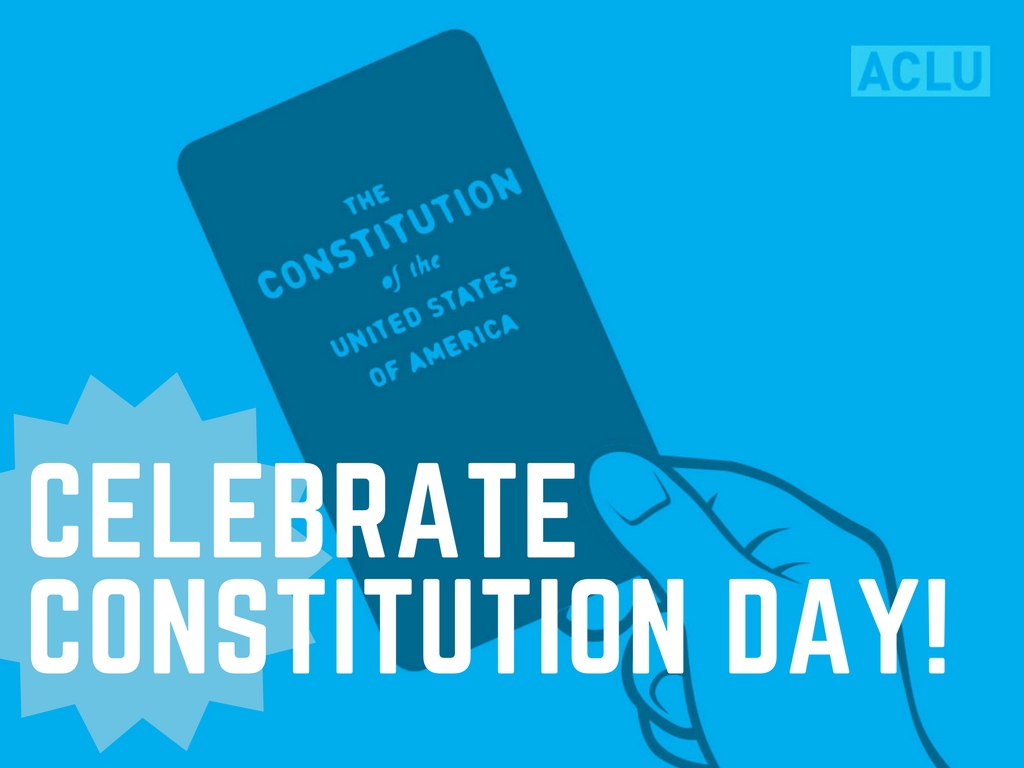 ACLU
THE
CONSTITUTION
of the
UNITED STATES
OF AMERICA
CELEBRATE
CONSTITUTION DAY!